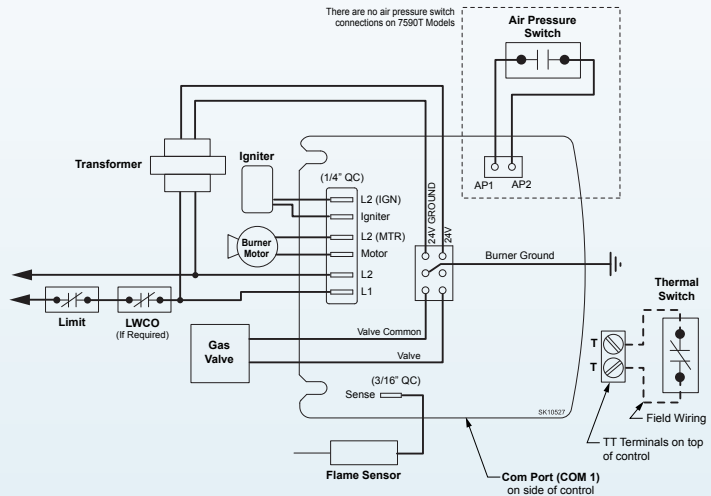 There are no air pressure switch
connections on 7590T Models
Air Pressure
Switch
AP1
AP2
Transformer
Igniter
(1/4" QC)
L2 (IGN)
Igniter
L2 (MTR)
Motor
L2
L1
Burner
Motor
24V GROUND
24V
Burner Ground
Thermal
Switch
Limit
LWCO
(If Required)
Gas
Valve
Valve Common
Valve
T
T
(3/16" QC)
Sense
SK10527
Field Wiring
TT Terminals on top
of control
Flame Sensor
Com Port (COM 1)
on side of control